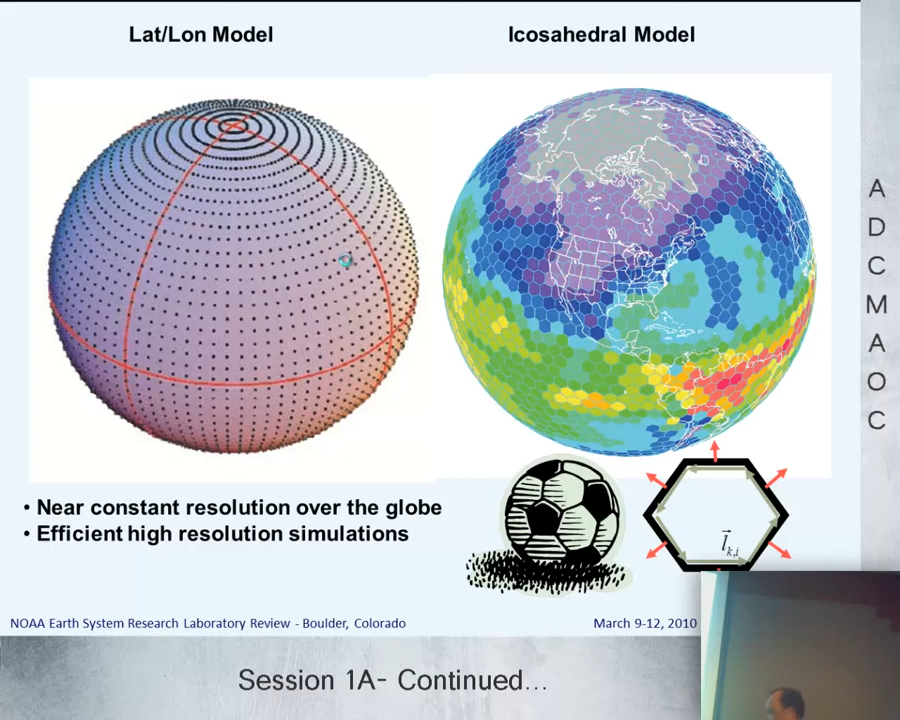 Lat/Lon Model
Icosahedral Model
• Near constant resolution over the globe
• Efficient high resolution simulations
l⃗ k,i
NOAA Earth System Research Laboratory Review - Boulder, Colorado
March 9-12, 2010
Session 1A- Continued...
A
D
C
M
A
O
C